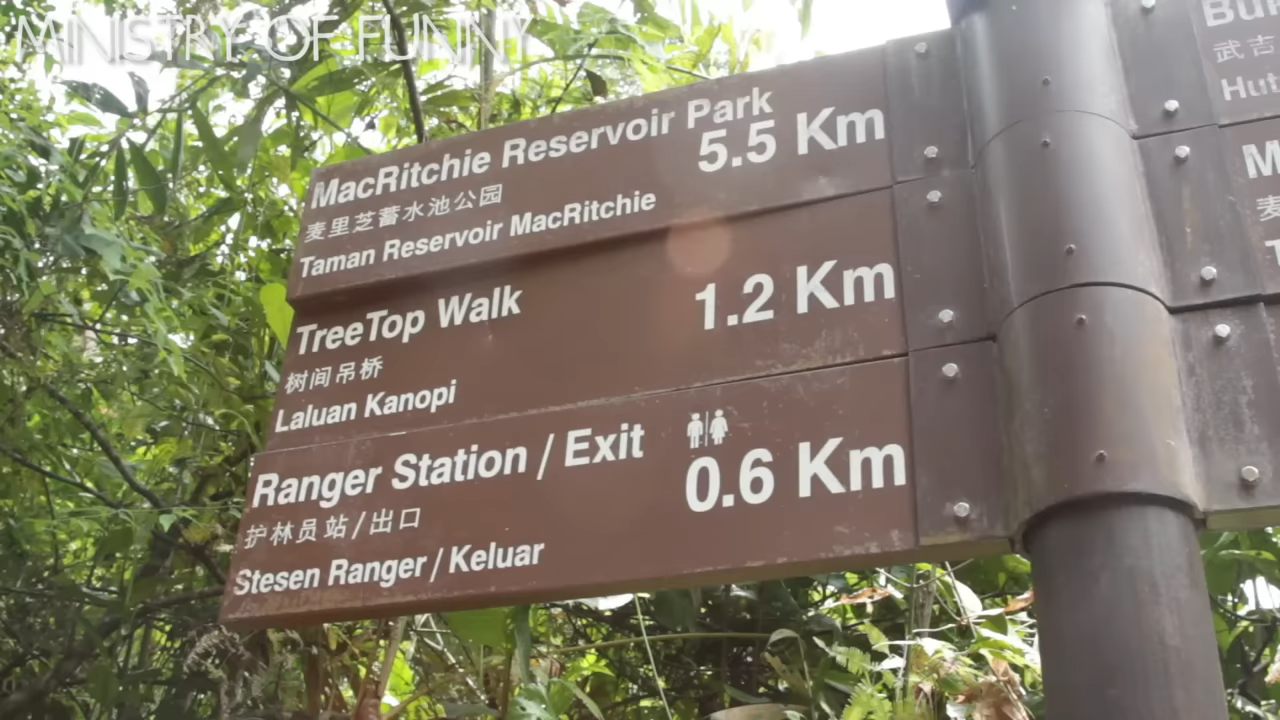 MINISTRY OF FUNNY
MacRitchie Reservoir Park
5.5 Km
麦里芝蓄水池公园
Taman Reservoir MacRitchie
TreeTop Walk
1.2 Km
树间吊桥
Laluan Kanopi
Ranger Station / Exit
0.6 Km
护林员站/出口
Stesen Ranger / Keluar
武吉